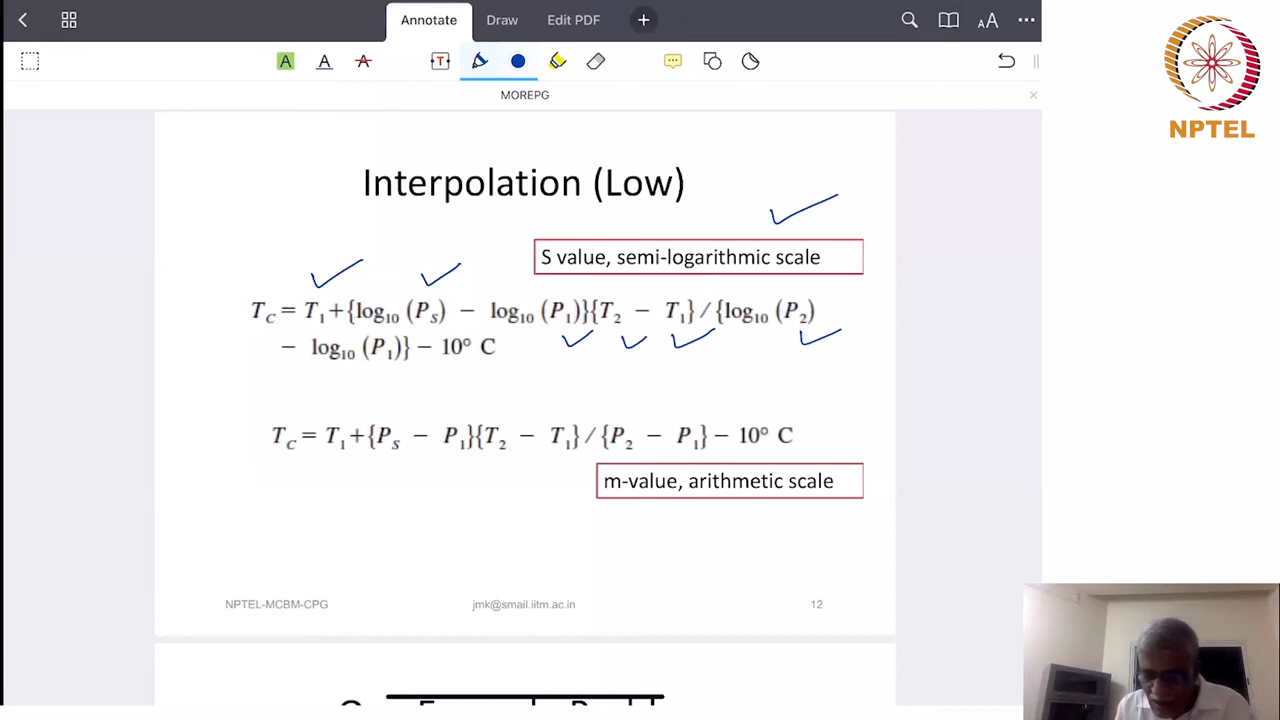 Annotate Draw Edit PDF
A A A T AA
MOREPG
NPTEL
Interpolation (Low)
S value, semi-logarithmic scale
T_C = T_1+{log_10 (P_S) − log_10 (P_1)}{T_2 − T_1}/{log_10 (P_2)
− log_10 (P_1)} − 10° C
T_C = T_1+{P_S − P_1}{T_2 − T_1}/{P_2 − P_1} − 10° C
m-value, arithmetic scale
NPTEL-MCBM-CPG jmk@smail.iitm.ac.in 12